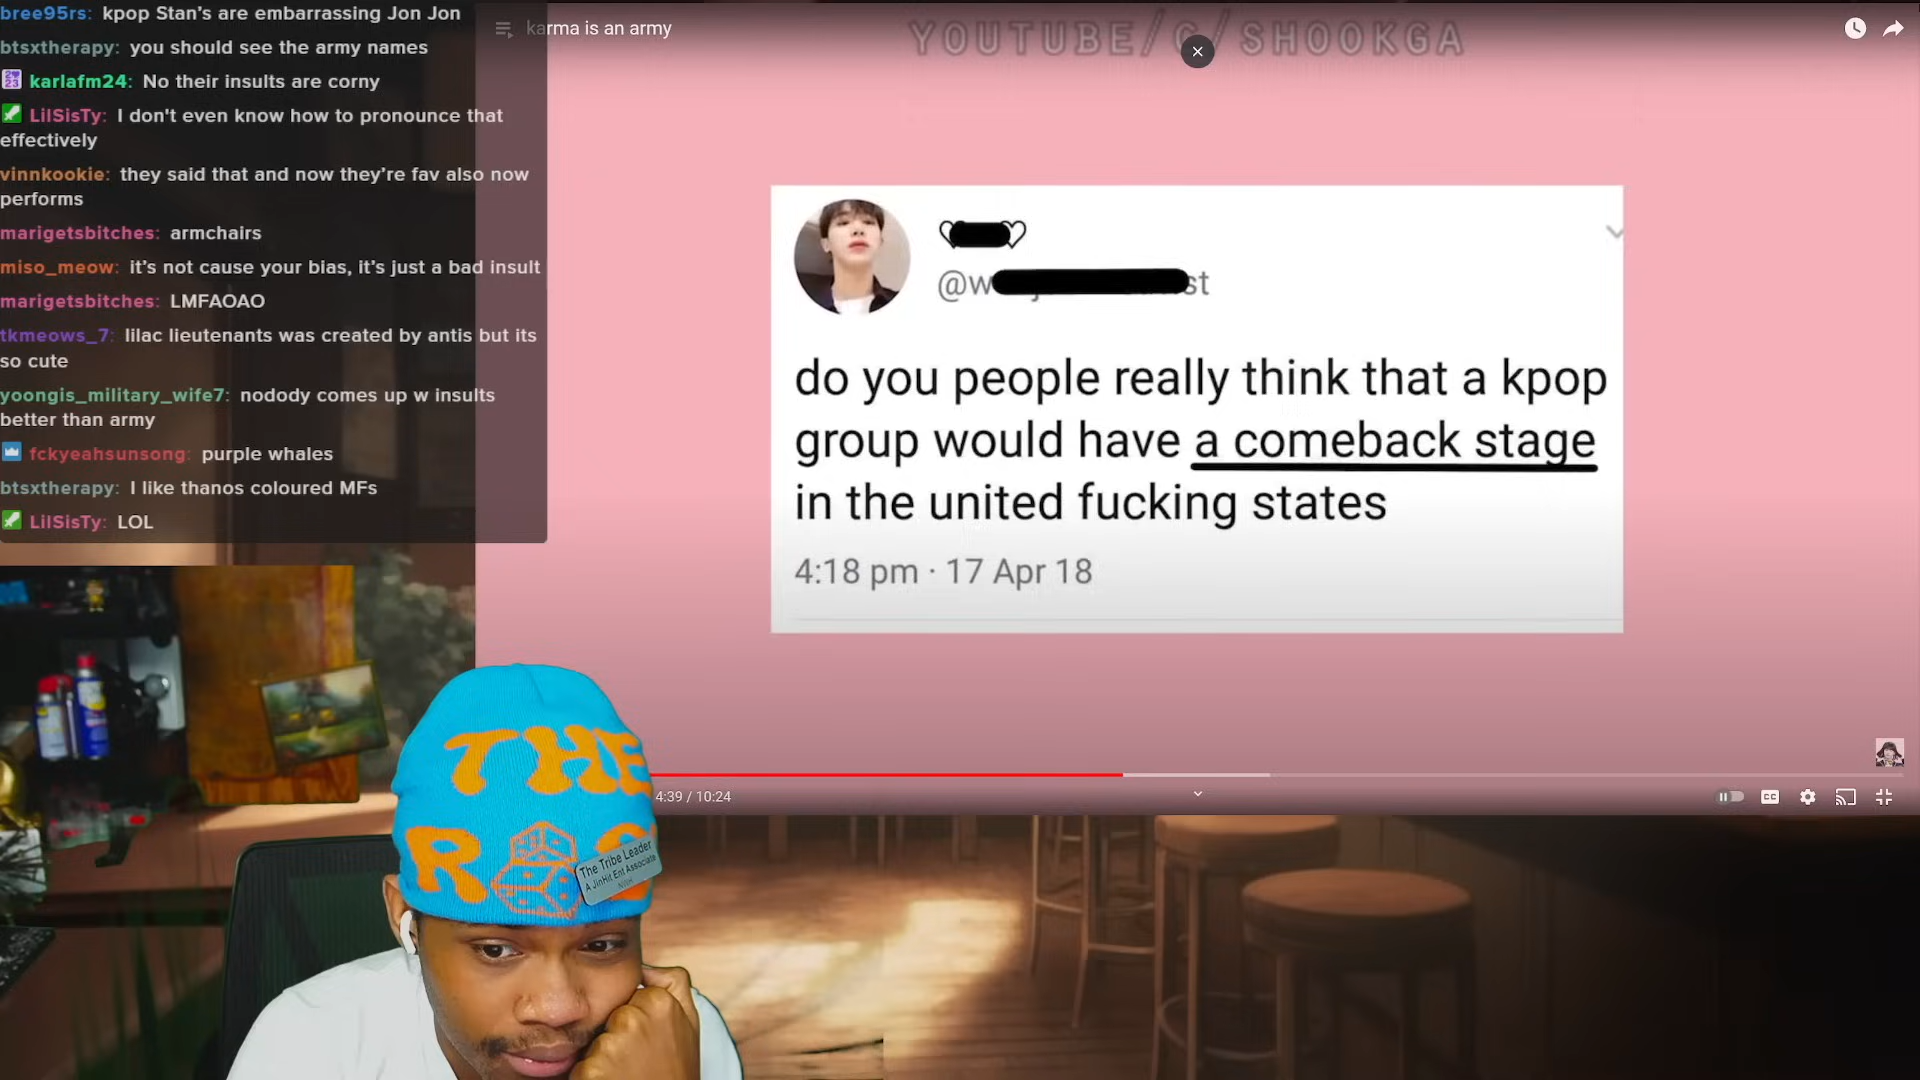 bree95rs: kpop Stan's are embarrassing Jon Jon
btsxtherapy: you should see the army names
karlafm24: No their insults are corny
LilSisTy: I don't even know how to pronounce that
effectively
vinnkookie: they said that and now they're fav also now
performs
marigetsbitches: armchairs
miso_meow: it's not cause your bias, it's just a bad insult
marigetsbitches: LMFAOAO
tkmeows_7: lilac lieutenants was created by antis but its
so cute
yoongis_military_wife7: nodody comes up w insults
better than army
fckyeahsunsong: purple whales
btsxtherapy: I like thanos coloured MFs
LilSisTy: LOL
karma is an army
YOUTUBE/C/SHOOKGA
@w st
do you people really think that a kpop
group would have a comeback stage
in the united fucking states
4:18 pm · 17 Apr 18
4:39 / 10:24
CC
THE
R
The Tribe Leader
A JinHit Ent Associate